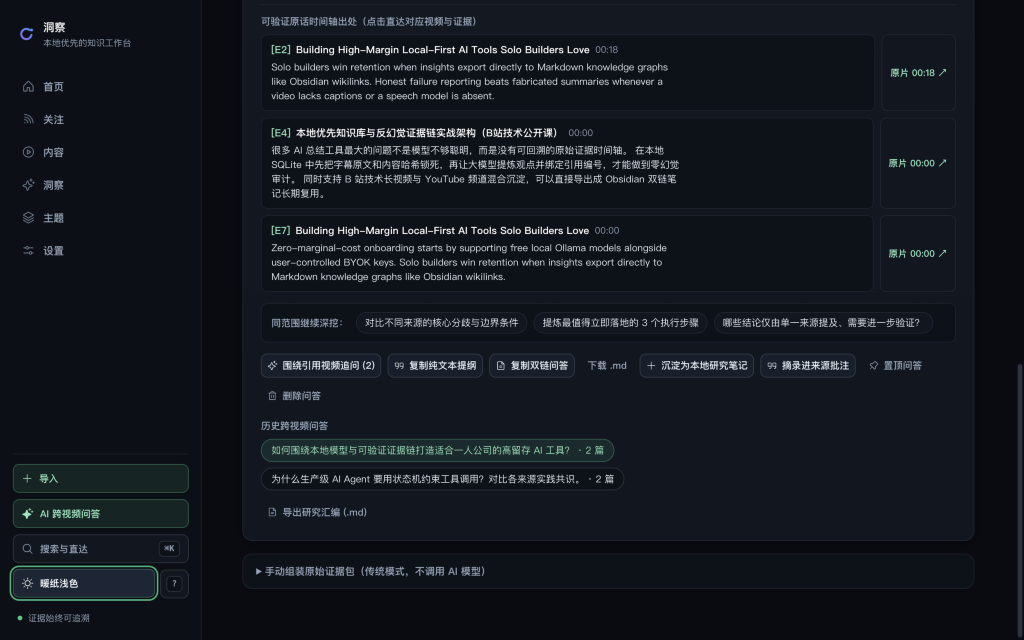 洞察
本地优先的知识工作台
首页
关注
内容
洞察
主题
设置
导入
AI 跨视频问答
搜索与直达
⌘K
暖纸浅色
?
证据始终可追溯
可验证原话时间轴出处（点击直达对应视频与证据）
[E2] Building High-Margin Local-First AI Tools Solo Builders Love 00:18
Solo builders win retention when insights export directly to Markdown knowledge graphs
like Obsidian wikilinks. Honest failure reporting beats fabricated summaries whenever a
video lacks captions or a speech model is absent.
原片 00:18 ↗
[E4] 本地优先知识库与反幻觉证据链实战架构（B站技术公开课） 00:00
很多 AI 总结工具最大的问题不是模型不够聪明，而是没有可回溯的原始证据时间轴。 在本地
SQLite 中先把字幕原文和内容哈希锁死，再让大模型提炼观点并绑定引用编号，才能做到零幻觉
审计。 同时支持 B 站技术长视频与 YouTube 频道混合沉淀，可以直接导出成 Obsidian 双链笔
记长期复用。
原片 00:00 ↗
[E7] Building High-Margin Local-First AI Tools Solo Builders Love 00:00
Zero-marginal-cost onboarding starts by supporting free local Ollama models alongside
user-controlled BYOK keys. Solo builders win retention when insights export directly to
Markdown knowledge graphs like Obsidian wikilinks.
原片 00:00 ↗
同范围继续深挖：
对比不同来源的核心分歧与边界条件
提炼最值得立即落地的 3 个执行步骤
哪些结论仅由单一来源提及、需要进一步验证？
围绕引用视频追问 (2)
复制纯文本提纲
复制双链问答
下载 .md
沉淀为本地研究笔记
摘录进来源批注
置顶问答
删除问答
历史跨视频问答
如何围绕本地模型与可验证证据链打造适合一人公司的高留存 AI 工具？ · 2 篇
为什么生产级 AI Agent 要用状态机约束工具调用？对比各来源实践共识。 · 2 篇
导出研究汇编 (.md)
▶ 手动组装原始证据包（传统模式，不调用 AI 模型）